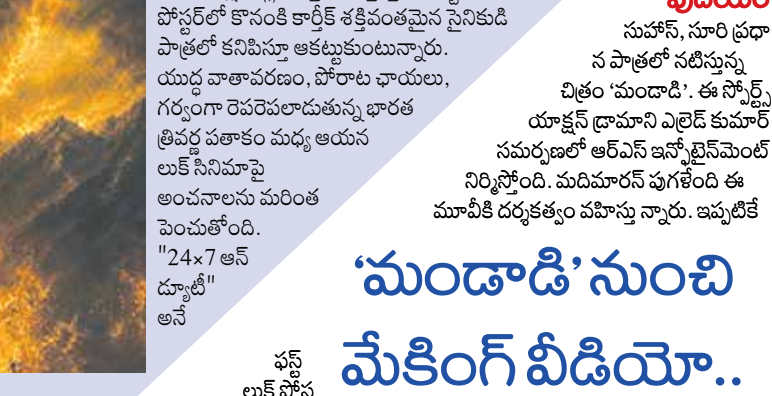 పోస్టర్‌లో కొనంకి కార్తీక్ శక్తివంతమైన సైనికుడి
పాత్రలో కనిపిస్తూ ఆకట్టుకుంటున్నారు.
యుద్ధ వాతావరణం, పోరాట ఛాయలు,
గర్వంగా రెపరెపలాడుతున్న భారత
త్రివర్ణ పతాకం మధ్య ఆయన
లుక్ సినిమాపై
అంచనాలను మరింత
పెంచుతోంది.
"24×7 ఆన్
డ్యూటీ"
అనే
సుహాస్, సూరి ప్రధా
న పాత్రలో నటిస్తున్న
చిత్రం ‘మండాడి’. ఈ స్పోర్ట్స్
యాక్షన్ డ్రామాని ఎల్రెడ్ కుమార్
సమర్పణలో ఆర్ఎస్ ఇన్ఫోటైన్‌మెంట్
నిర్మిస్తోంది. మదిమారన్ పుగళేంది ఈ
మూవీకి దర్శకత్వం వహిస్తు న్నారు. ఇప్పటికే
‘మండాడి’ నుంచి
మేకింగ్ వీడియో..
ఫస్ట్
లుక్ పోస్ట